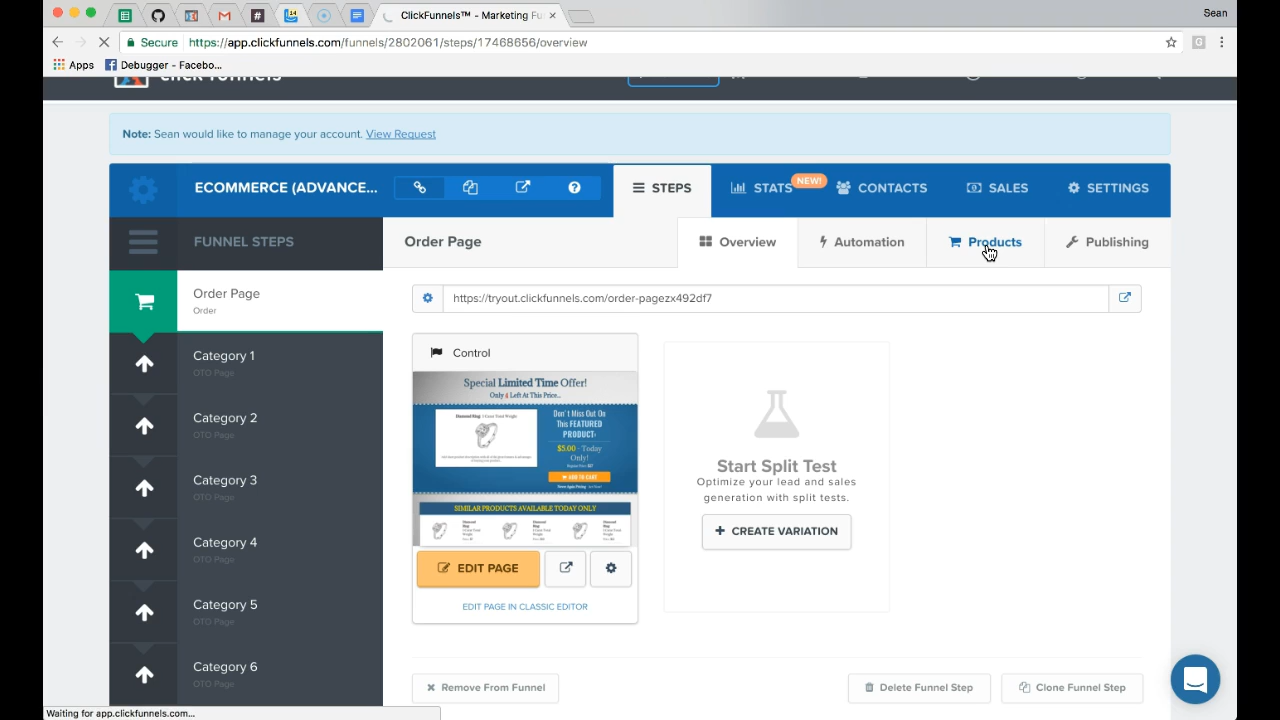 ClickFunnels™ - Marketing Fu
Sean
Secure https://app.clickfunnels.com/funnels/2802061/steps/17468656/overview
Apps Debugger - Facebo...
click funnels
Note: Sean would like to manage your account. View Request
ECOMMERCE (ADVANCE...
STEPS
STATS
NEW!
CONTACTS
SALES
SETTINGS
FUNNEL STEPS
Order Page
Overview
Automation
Products
Publishing
Order Page
Order
https://tryout.clickfunnels.com/order-pagezx492df7
Category 1
OTO Page
Category 2
OTO Page
Category 3
OTO Page
Category 4
OTO Page
Category 5
OTO Page
Category 6
OTO Page
Control
Special Limited Time Offer!
Only 4 Left At This Price...
Don't Miss Out On
This FEATURED
PRODUCT:
$5.00 - Today
Only!
ADD TO CART
SIMILAR PRODUCTS AVAILABLE TODAY ONLY
EDIT PAGE
EDIT PAGE IN CLASSIC EDITOR
Start Split Test
Optimize your lead and sales
generation with split tests.
CREATE VARIATION
Remove From Funnel
Delete Funnel Step
Clone Funnel Step
Waiting for app.clickfunnels.com...